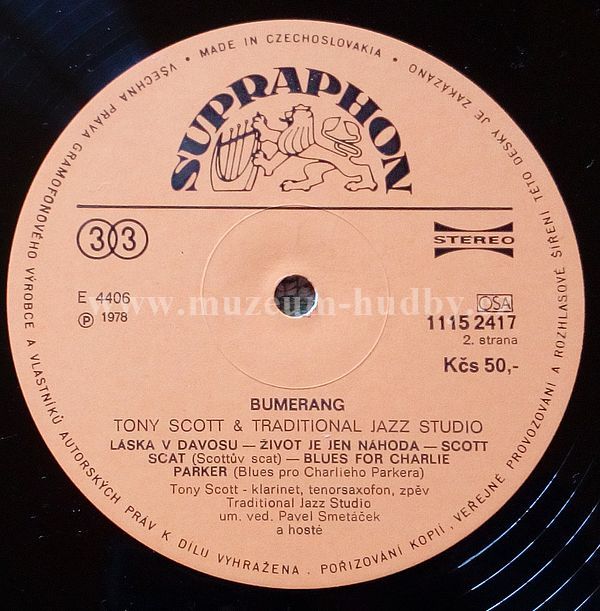 • MADE IN CZECHOSLOVAKIA •
VŠECHNA PRÁVA GRAMOFONOVÉHO VÝROBCE A VLASTNÍKŮ AUTORSKÝCH PRÁV K DÍLU VYHRAŽENA. POŘIZOVÁNÍ KOPIÍ, VEŘEJNÉ PROVOZOVÁNÍ A ROZHLASOVÉ ŠÍŘENÍ TÉTO DESKY JE ZAKÁZÁNO
SUPRAPHON
33
STEREO
E 4406
℗ 1978
www.muzeum-hudby.
OSA
1115 2417
2. strana
Kčs 50,-
BUMERANG
TONY SCOTT & TRADITIONAL JAZZ STUDIO
LÁSKA V DAVOSU — ŽIVOT JE JEN NÁHODA — SCOTT
SCAT (Scottův scat) — BLUES FOR CHARLIE
PARKER (Blues pro Charlieho Parkera)
Tony Scott - klarinet, tenorsaxofon, zpěv
Traditional Jazz Studio
um. ved. Pavel Smetáček
a hosté